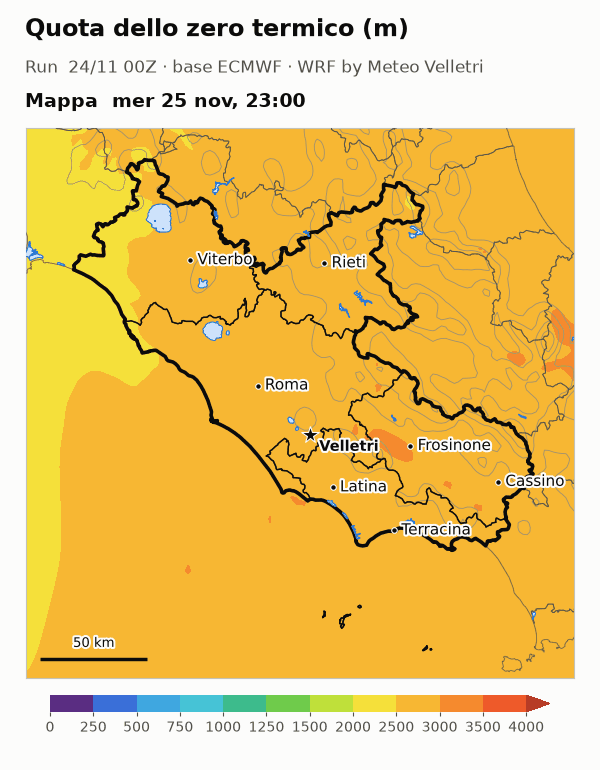 Quota dello zero termico (m)
Run  24/11 00Z · base ECMWF · WRF by Meteo Velletri
Mappa  mer 25 nov, 23:00
Viterbo
Rieti
Roma
Velletri
Frosinone
Latina
Cassino
Terracina
50 km
0 250 500 750 1000 1250 1500 2000 2500 3000 3500 4000